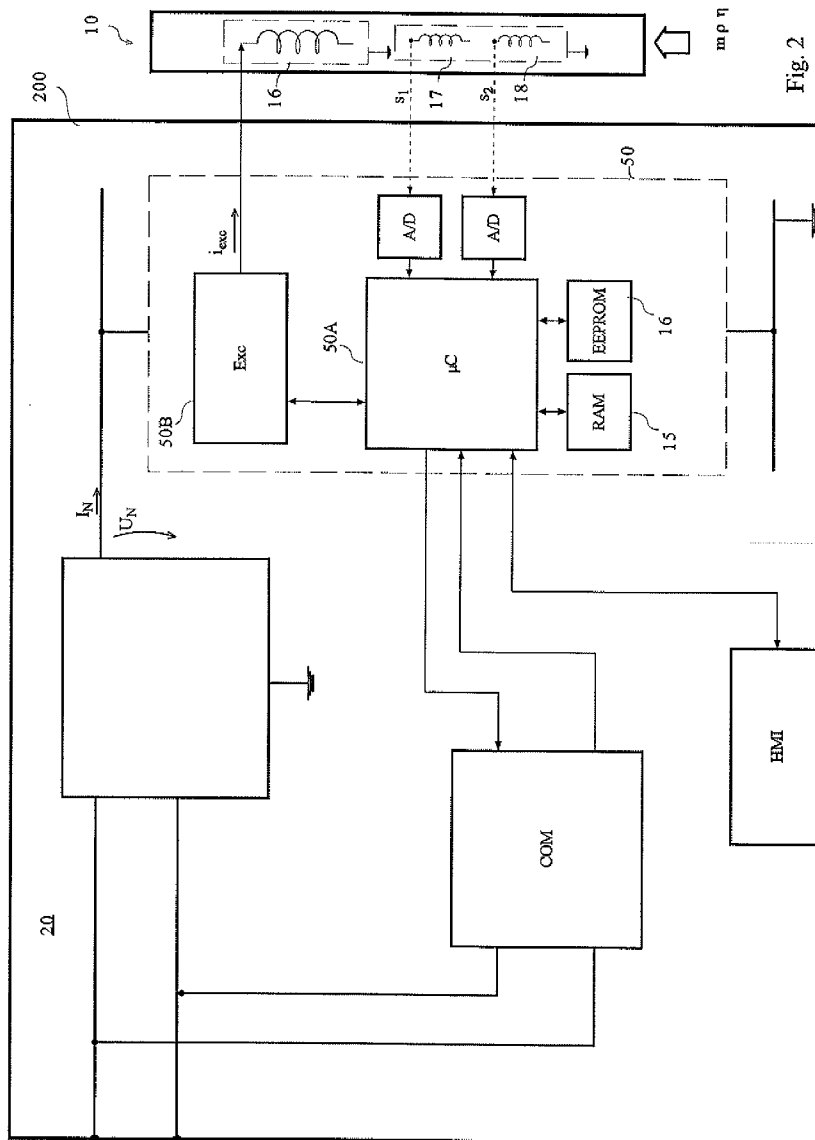 10
16
17
18
s1
s2
m ρ η
Fig. 2
200
50
iexc
A/D
A/D
50B
Exc
50A
μC
EEPROM
16
RAM
15
IN
UN
20
COM
HMI